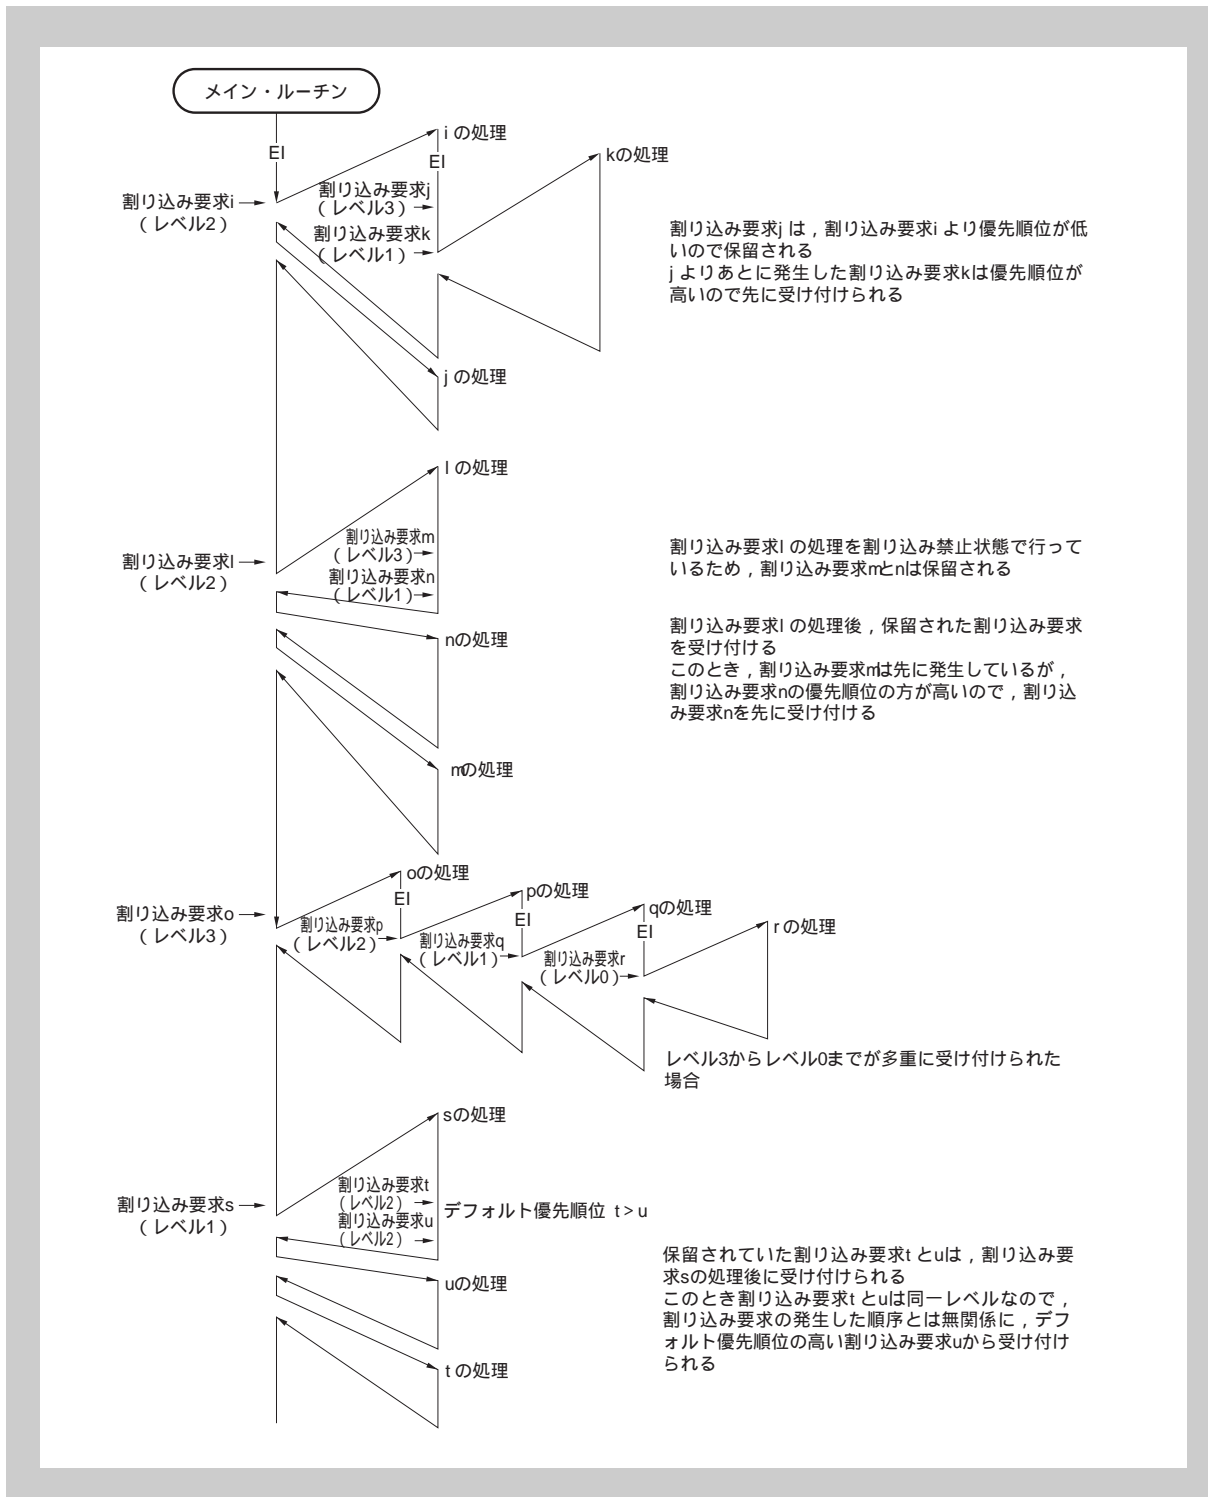 メイン・ルーチン
EI
i の処理
EI
kの処理
割り込み要求i
（レベル2）
割り込み要求j
（レベル3）
割り込み要求k
（レベル1）
割り込み要求j は，割り込み要求i より優先順位が低
いので保留される
j よりあとに発生した割り込み要求kは優先順位が
高いので先に受け付けられる
j の処理
l の処理
割り込み要求l
（レベル2）
割り込み要求m
（レベル3）
割り込み要求n
（レベル1）
割り込み要求l の処理を割り込み禁止状態で行って
いるため，割り込み要求mとnは保留される
nの処理
割り込み要求l の処理後，保留された割り込み要求
を受け付ける
このとき，割り込み要求mは先に発生しているが，
割り込み要求nの優先順位の方が高いので，割り込
み要求nを先に受け付ける
mの処理
割り込み要求o
（レベル3）
oの処理
EI
割り込み要求p
（レベル2）
pの処理
EI
割り込み要求q
（レベル1）
qの処理
EI
割り込み要求r
（レベル0）
r の処理
レベル3からレベル0までが多重に受け付けられた
場合
sの処理
割り込み要求s
（レベル1）
割り込み要求t
（レベル2）
割り込み要求u
（レベル2）
デフォルト優先順位 t > u
uの処理
保留されていた割り込み要求t とuは，割り込み要
求sの処理後に受け付けられる
このとき割り込み要求t とuは同一レベルなので，
割り込み要求の発生した順序とは無関係に，デフ
ォルト優先順位の高い割り込み要求uから受け付け
られる
t の処理